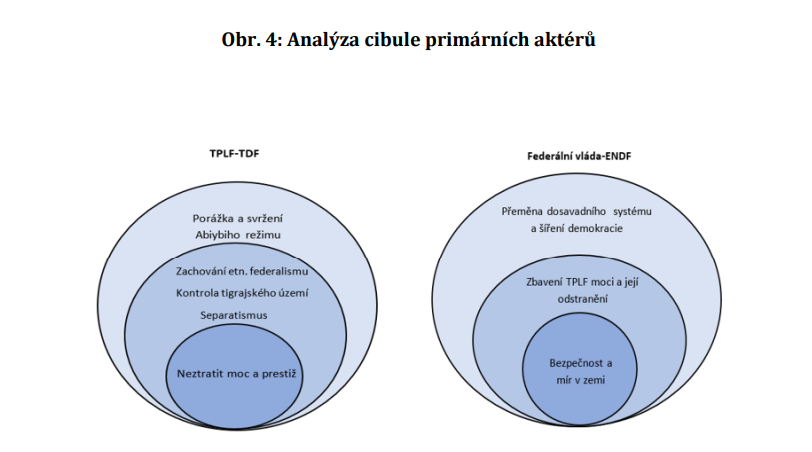 Obr. 4: Analýza cibule primárních aktérů
TPLF-TDF
Porážka a svržení
Abiybiho režimu
Zachování etn. federalismu
Kontrola tigrajského území
Separatismus
Neztratit moc a prestiž
Federální vláda-ENDF
Přeměna dosavadního systému
a šíření demokracie
Zbavení TPLF moci a její
odstranění
Bezpečnost a
mír v zemi